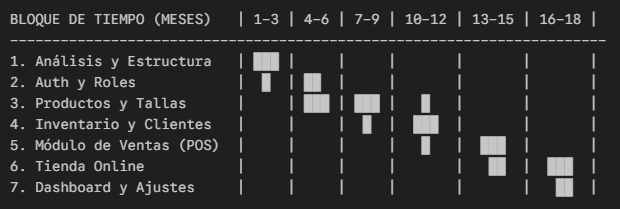 BLOQUE DE TIEMPO (MESES) | 1-3 | 4-6 | 7-9 | 10-12 | 13-15 | 16-18 |
1. Análisis y Estructura
2. Auth y Roles
3. Productos y Tallas
4. Inventario y Clientes
5. Módulo de Ventas (POS)
6. Tienda Online
7. Dashboard y Ajustes